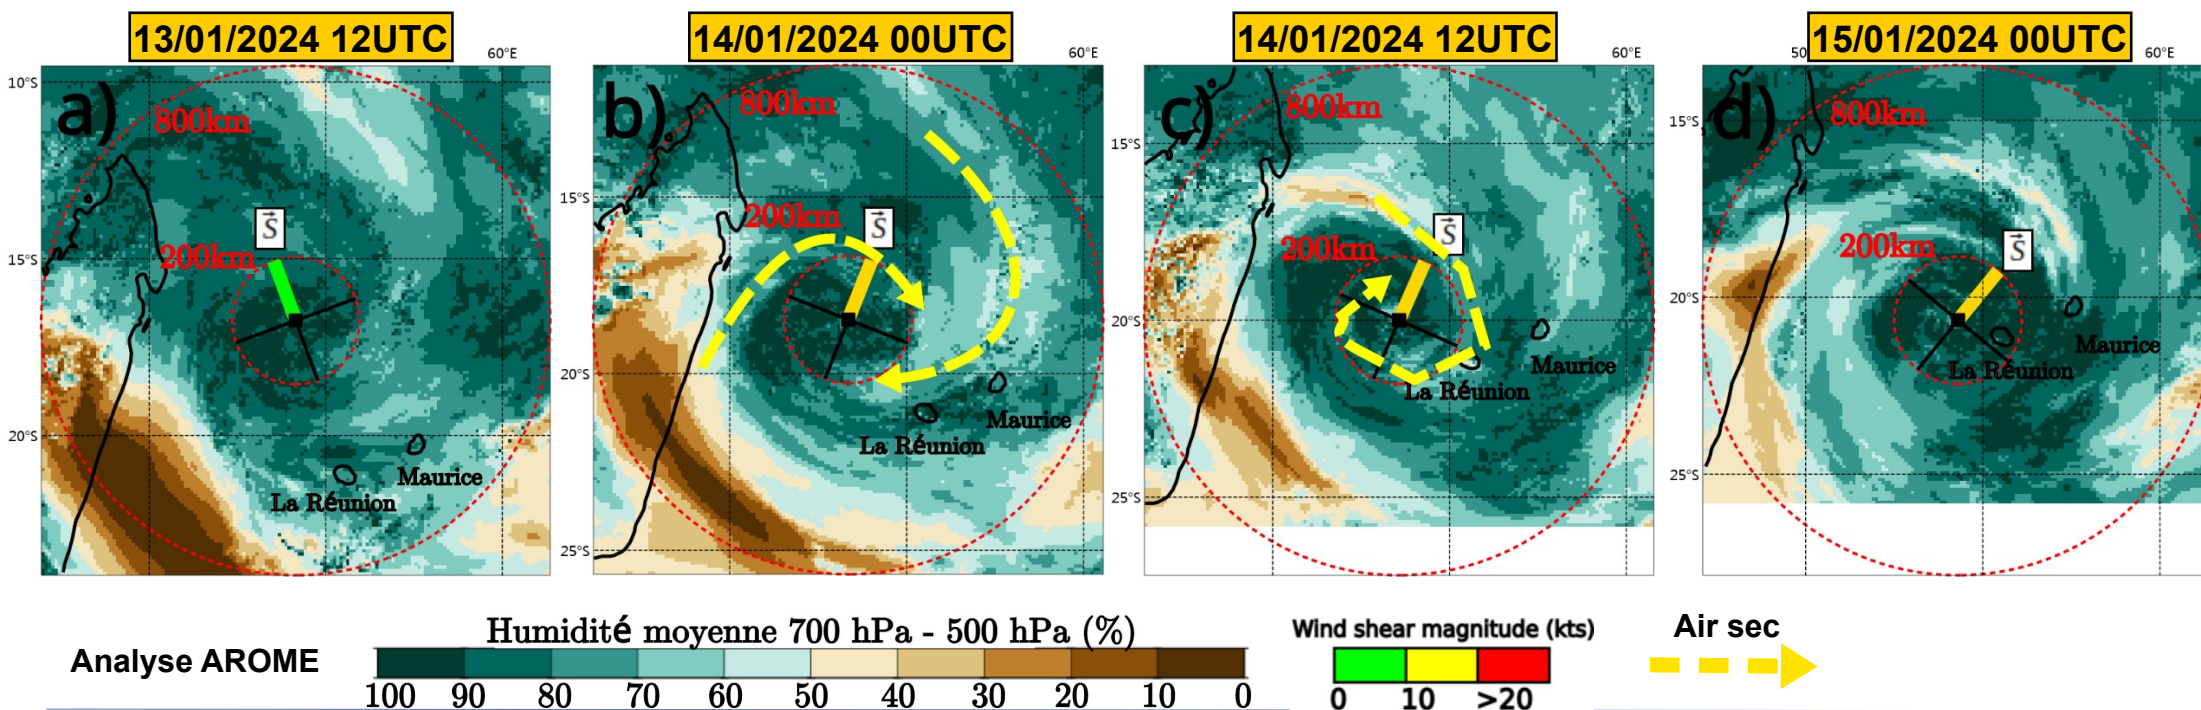 13/01/2024 12UTC
14/01/2024 00UTC
14/01/2024 12UTC
15/01/2024 00UTC
60°E
60°E
60°E
50
60°E
a)
800km
200km
S
10°S
15°S
20°S
La Réunion
Maurice
b)
800km
200km
S
15°S
20°S
25°S
La Réunion
Maurice
c)
800km
200km
S
15°S
20°S
25°S
La Réunion
Maurice
d)
800km
200km
S
15°S
20°S
25°S
La Réunion
Maurice
Analyse AROME
Humidité moyenne 700 hPa - 500 hPa (%)
100 90 80 70 60 50 40 30 20 10 0
Wind shear magnitude (kts)
0 10 >20
Air sec